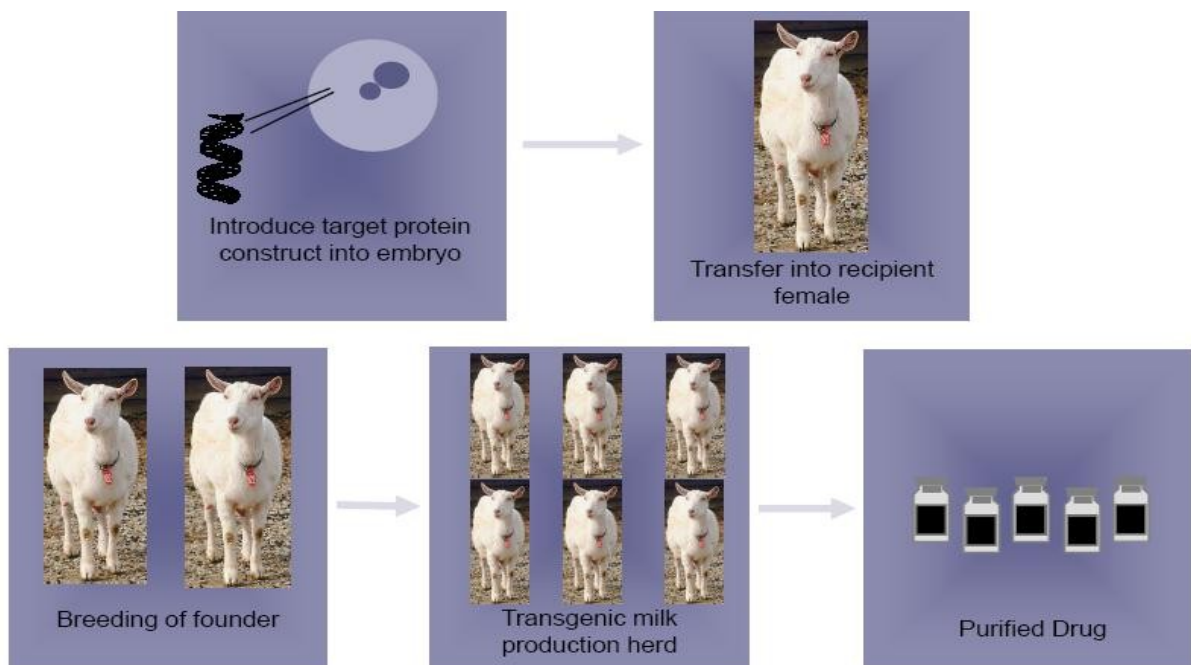 Introduce target protein
construct into embryo
Transfer into recipient
female
Breeding of founder
Transgenic milk
production herd
Purified Drug